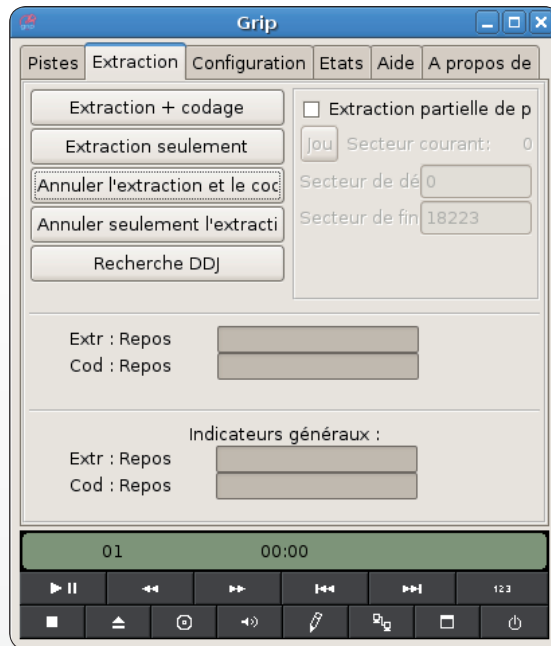 Grip
Pistes Extraction Configuration Etats Aide A propos de
Extraction + codage
Extraction seulement
Annuler l'extraction et le coc
Annuler seulement l'extracti
Recherche DDJ
Extraction partielle de p
Jou Secteur courant: 0
Secteur de dé 0
Secteur de fin 18223
Extr : Repos
Cod : Repos
Indicateurs généraux :
Extr : Repos
Cod : Repos
01 00:00
123